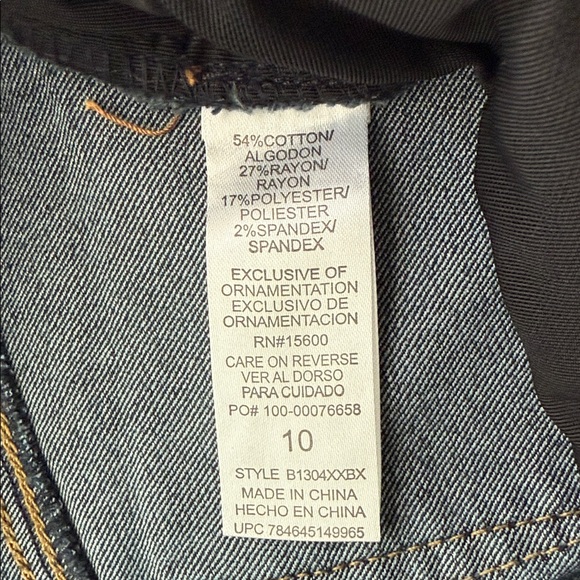 54%COTTON/
ALGODON
27%RAYON/
RAYON
17%POLYESTER/
POLIESTER
2%SPANDEX/
SPANDEX
EXCLUSIVE OF
ORNAMENTATION
EXCLUSIVO DE
ORNAMENTACION
RN#15600
CARE ON REVERSE
VER AL DORSO
PARA CUIDADO
PO# 100-00076658
10
STYLE B1304XXBX
MADE IN CHINA
HECHO EN CHINA
UPC 784645149965